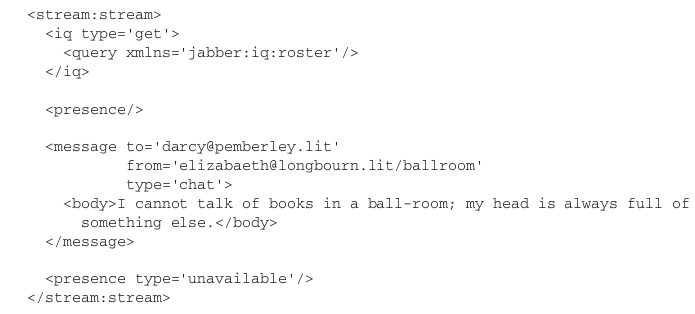 <stream:stream>
  <iq type='get'>
    <query xmlns='jabber:iq:roster'/>
  </iq>

  <presence/>

  <message to='darcy@pemberley.lit'
           from='elizabaeth@longbourn.lit/ballroom'
           type='chat'>
    <body>I cannot talk of books in a ball-room; my head is always full of
      something else.</body>
  </message>

  <presence type='unavailable'/>
</stream:stream>